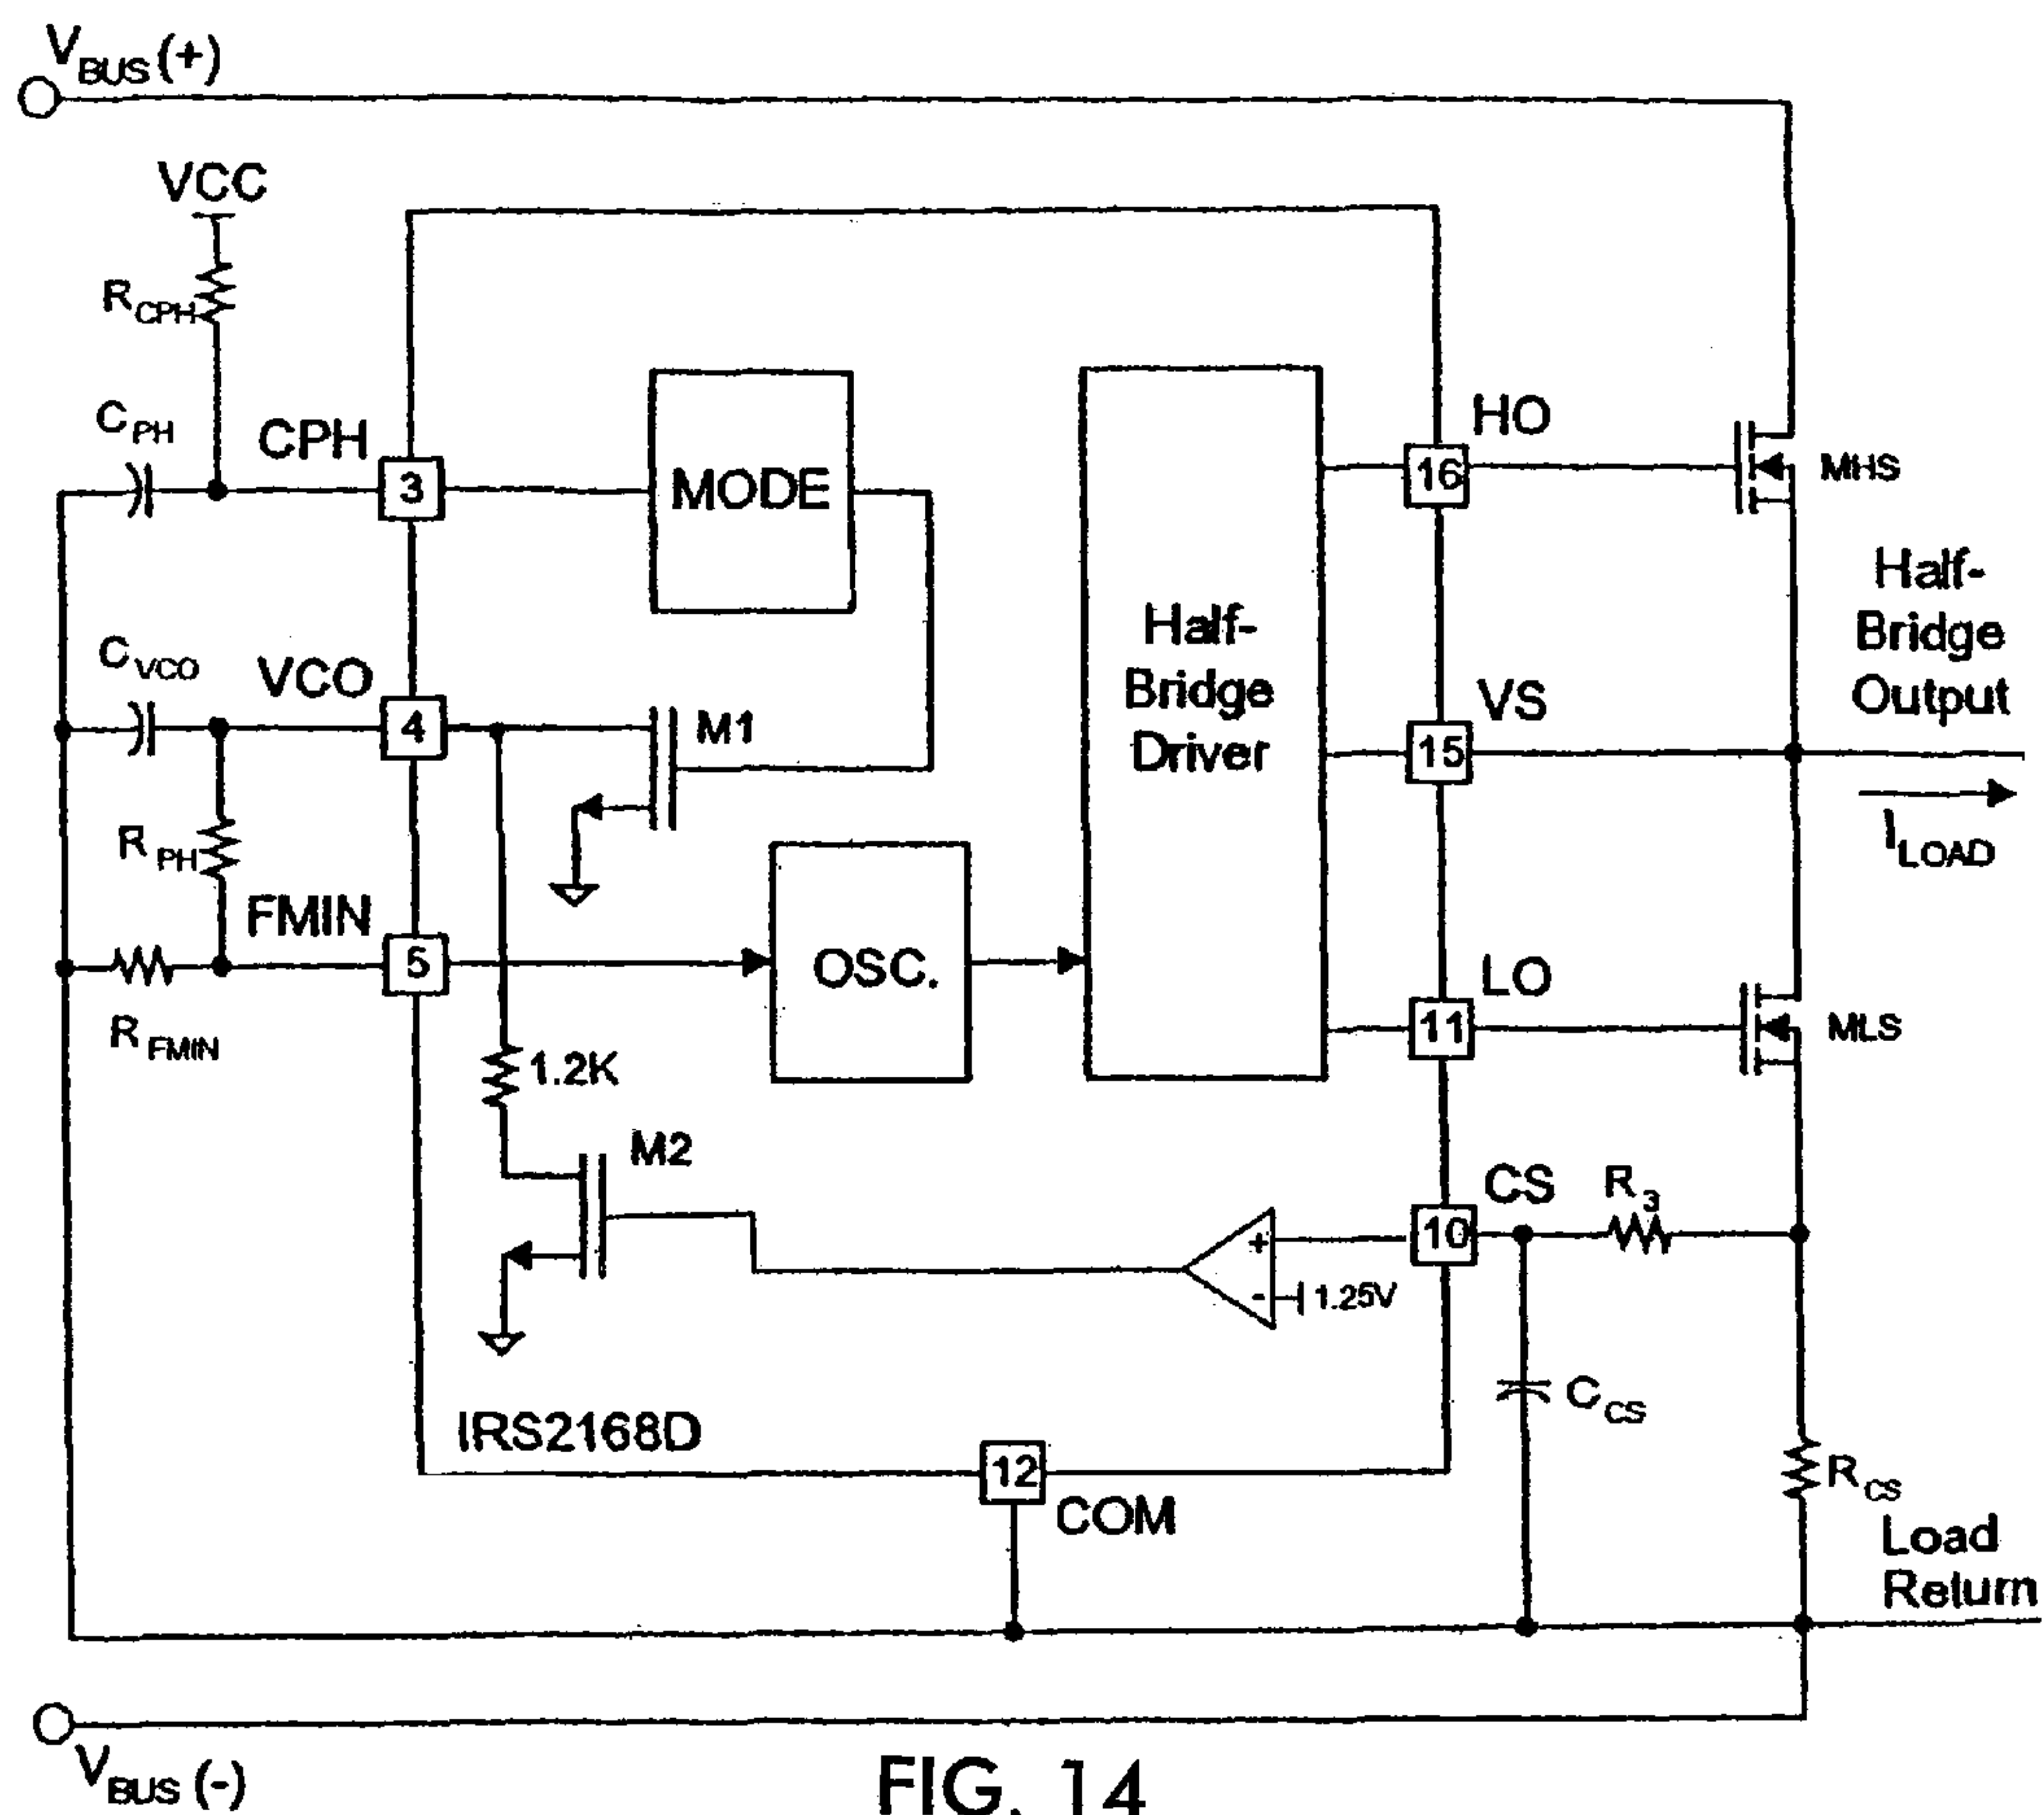 VBUS (+)
VCC
RCPH
CPH
CPH
3
MODE
HO
16
MHS
Half-
Bridge
Output
CVCO
VCO
4
M1
Half-
Bridge
Driver
VS
15
ILOAD
RPH
FMIN
5
OSC.
LO
11
MLS
RFMIN
1.2K
M2
CS
R3
10
+
-
1.25V
CCS
IRS2168D
12
COM
RCS
Load
Return
VBUS (-)
FIG. 14